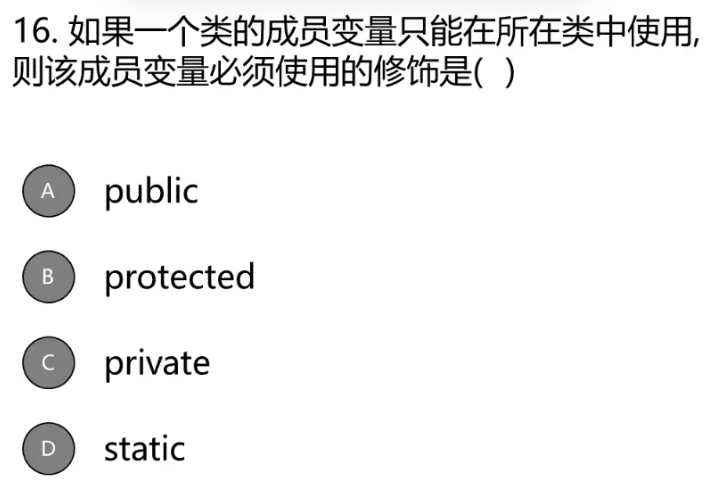 16. 如果一个类的成员变量只能在所在类中使用,
则该成员变量必须使用的修饰是( )
A public
B protected
C private
D static